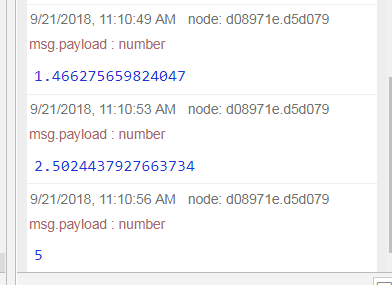 9/21/2018, 11:10:49 AM node: d08971e.d5d079
msg.payload : number
1.466275659824047
9/21/2018, 11:10:53 AM node: d08971e.d5d079
msg.payload : number
2.5024437927663734
9/21/2018, 11:10:56 AM node: d08971e.d5d079
msg.payload : number
5